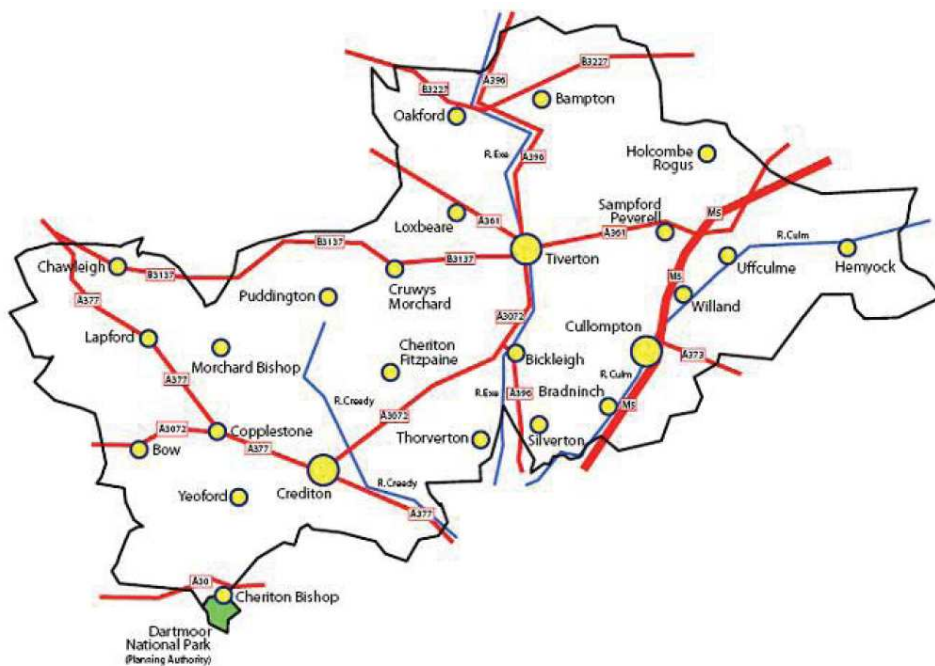 B3227
A396
B3227
Bampton
Oakford
R.Exe
A396
Holcombe
Rogus
Sampford
Peverell
M5
A361
Loxbeare
A361
R.Culm
Tiverton
B3137
Chawleigh
B3137
B3137
Cruwys
Morchard
M5
Uffculme
Hemyock
A377
Puddington
Willand
A3072
Cullompton
Lapford
Morchard Bishop
Cheriton
Fitzpaine
Bickleigh
A373
A377
R.Creedy
R.Exe
A396
Bradninch
R.Culm
M5
A3072
A3072
Copplestone
Thorverton
Silverton
Bow
A377
Crediton
R.Creedy
Yeoford
A377
A30
Cheriton Bishop
Dartmoor
National Park
(Planning Authority)